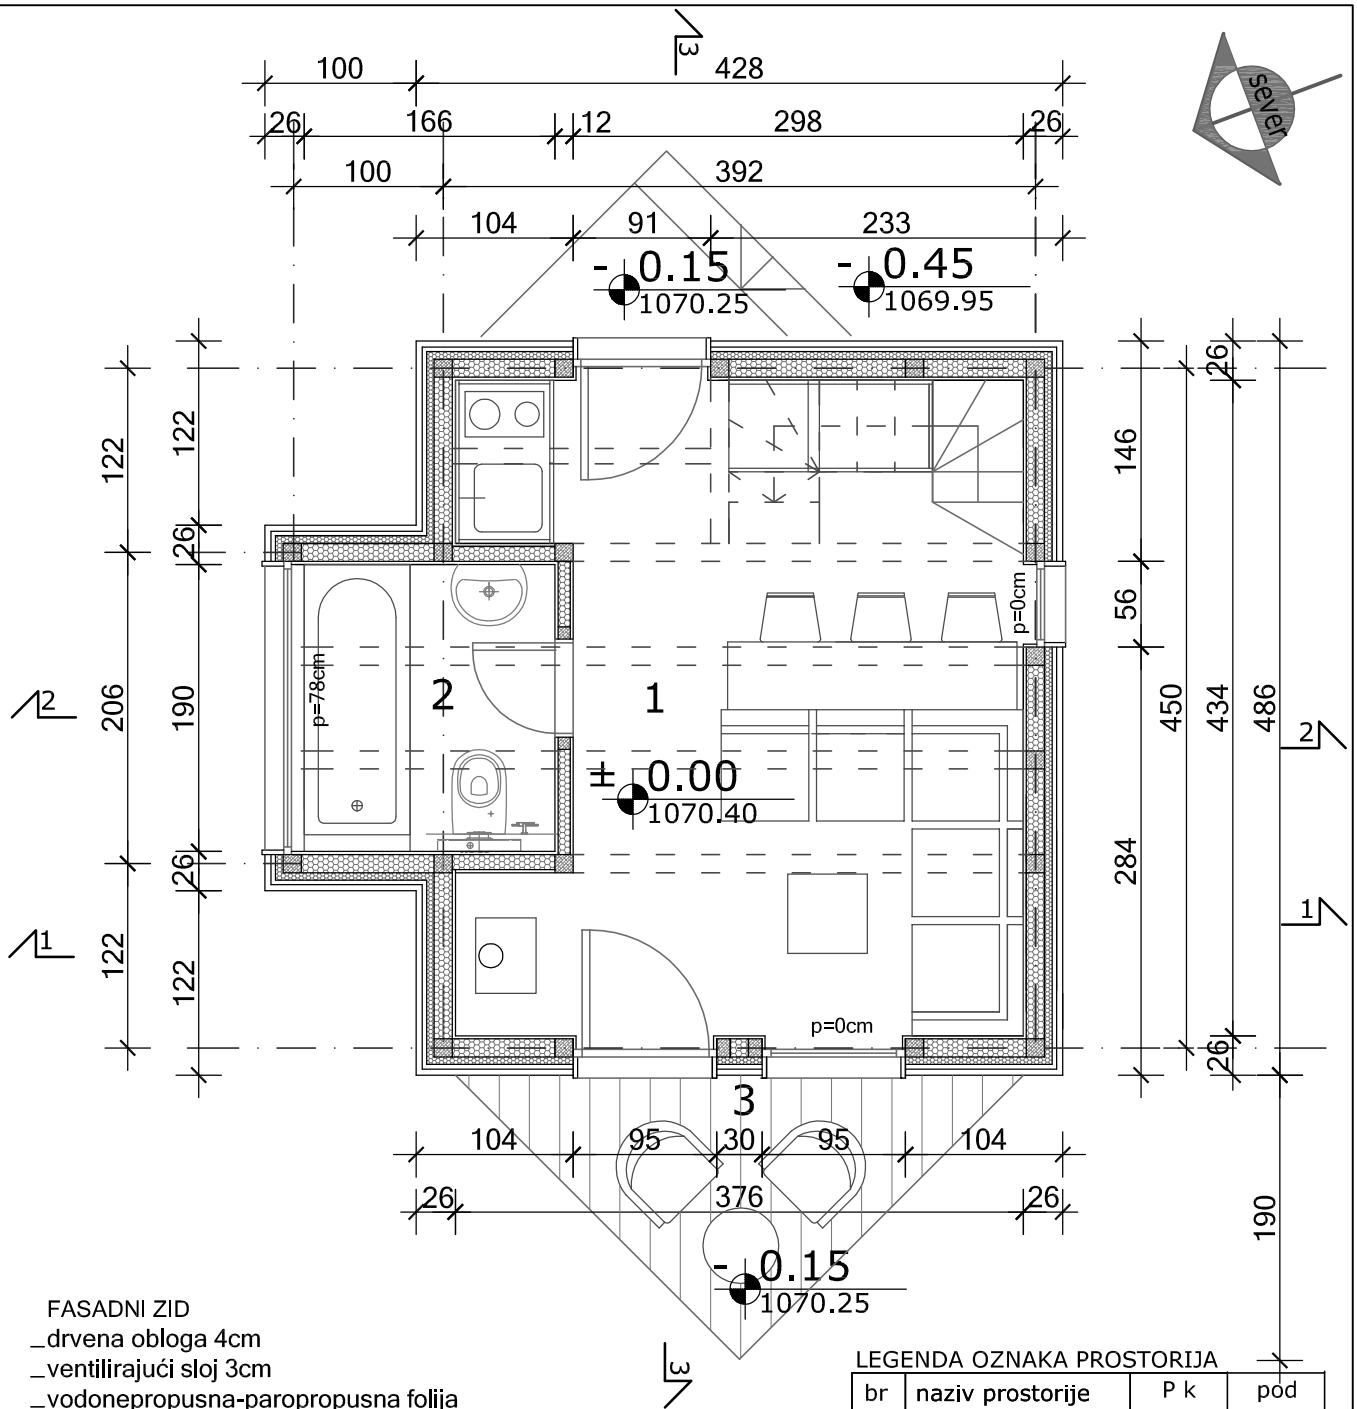 3
100 428
26 166 12 298 26
sever
100 392
104 91 233
- 0.15
1070.25
- 0.45
1069.95
122
122
26
146
26
p=0cm
56
p=78cm
2
1
2
206
190
450
434
486
2
± 0.00
1070.40
26
284
1
1
122
122
p=0cm
26
3
104 95 30 95 104
26 376 26
190
- 0.15
1070.25
3
FASADNI ZID
_drvena obloga 4cm
_ventilirajući sloj 3cm
_vodonepropusna-paropropusna folija
LEGENDA OZNAKA PROSTORIJA
br naziv prostorije P k pod